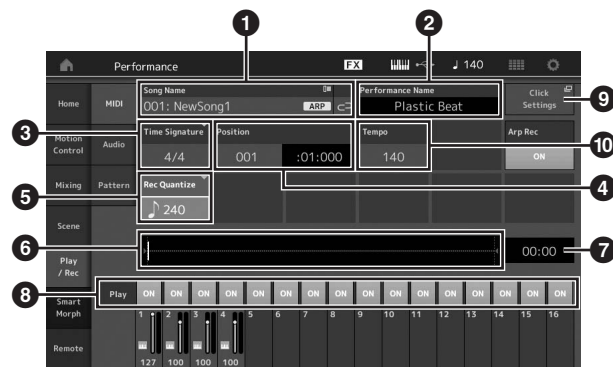 1
2
Performance
FX
140
Song Name
001: NewSong1
ARP
Performance Name
Plastic Beat
Click Settings
9
Home
MIDI
3
Time Signature
4/4
Position
001
:01:000
Tempo
140
Arp Rec
ON
10
Motion Control
Audio
4
Mixing
Pattern
5
Rec Quantize
240
Scene
6
00:00
7
Play / Rec
8
Play
ON ON ON ON ON ON ON ON ON ON ON ON ON ON ON ON
Smart Morph
1 2 3 4 5 6 7 8 9 10 11 12 13 14 15 16
Remote
127 100 100 100